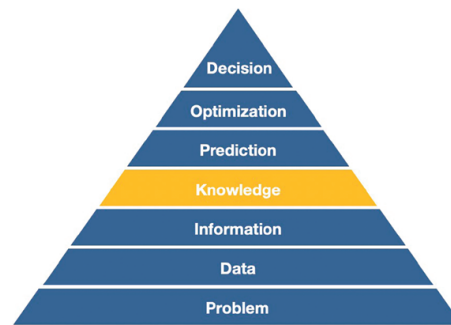 Decision
Optimization
Prediction
Knowledge
Information
Data
Problem